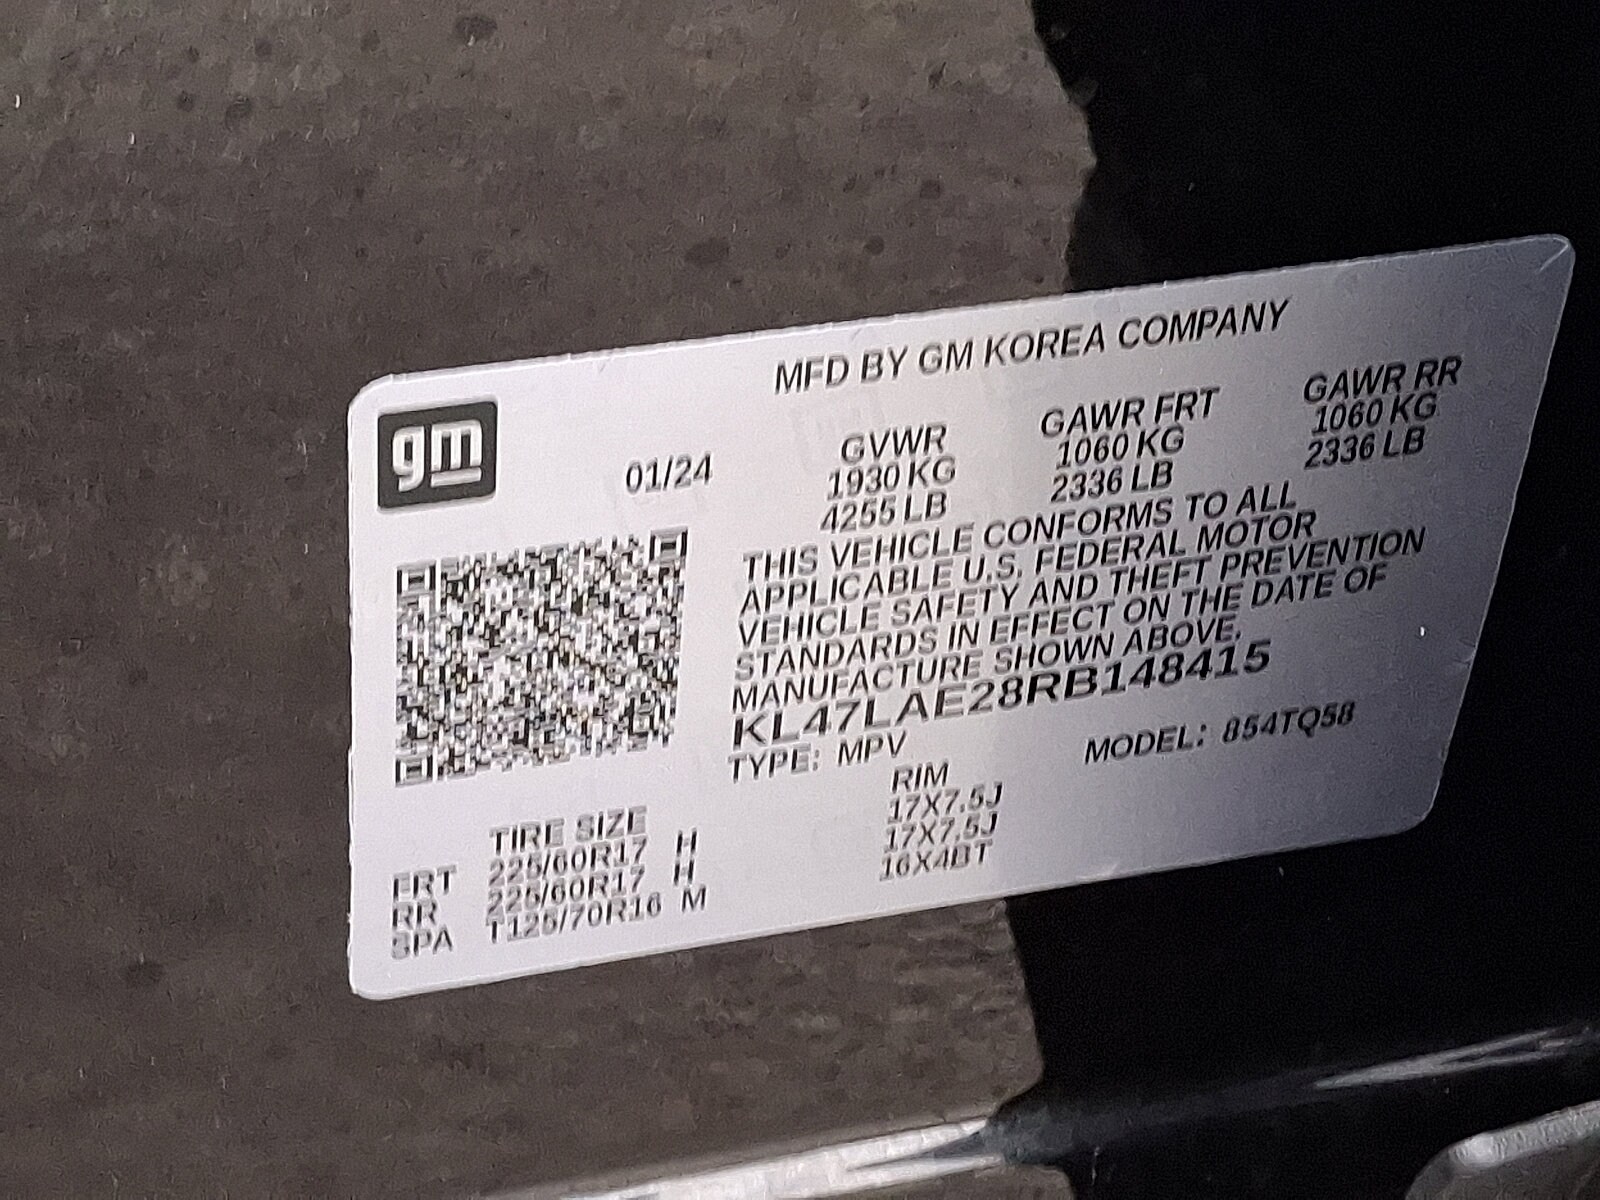 MFD BY GM KOREA COMPANY
gm
01/24
GVWR GAWR FRT GAWR RR
1930 KG 1060 KG 1060 KG
4255 LB 2336 LB 2336 LB
THIS VEHICLE CONFORMS TO ALL
APPLICABLE U.S. FEDERAL MOTOR
VEHICLE SAFETY AND THEFT PREVENTION
STANDARDS IN EFFECT ON THE DATE OF
MANUFACTURE SHOWN ABOVE.
KL47LAE28RB148415
TYPE: MPV MODEL: 854TQ58
TIRE SIZE RIM
FRT 225/60R17 H 17X7.5J
RR 225/60R17 H 17X7.5J
SPA T125/70R16 M 16X4BT